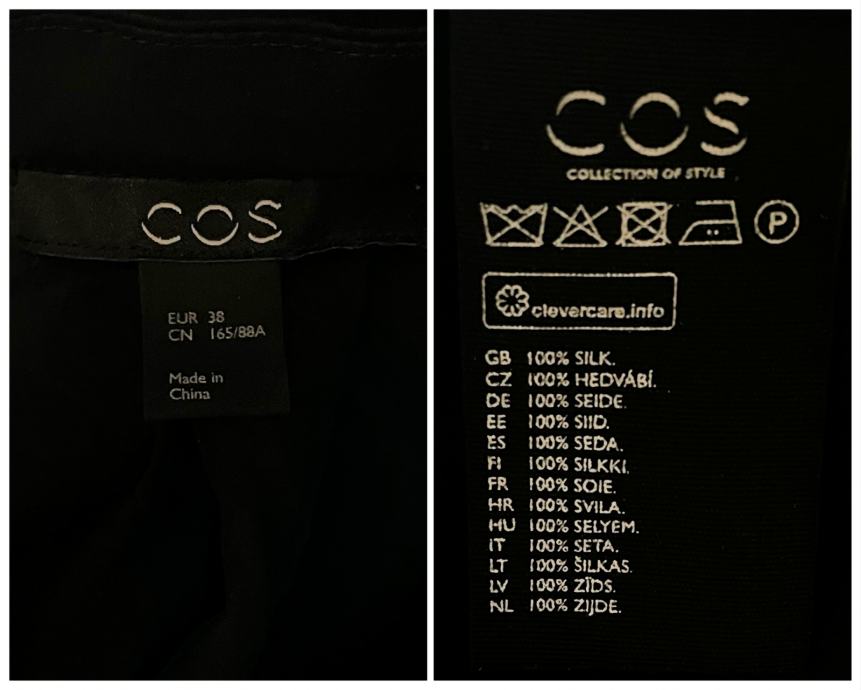 COS
EUR 38
CN 165/88A
Made in
China
COS
COLLECTION OF STYLE
P
clevercare.info
GB 100% SILK.
CZ 100% HEDVÁBÍ.
DE 100% SEIDE.
EE 100% SIID.
ES 100% SEDA.
FI 100% SILKKI.
FR 100% SOIE.
HR 100% SVILA.
HU 100% SELYEM.
IT 100% SETA.
LT 100% ŠILKAS.
LV 100% ZĪDS.
NL 100% ZIJDE.